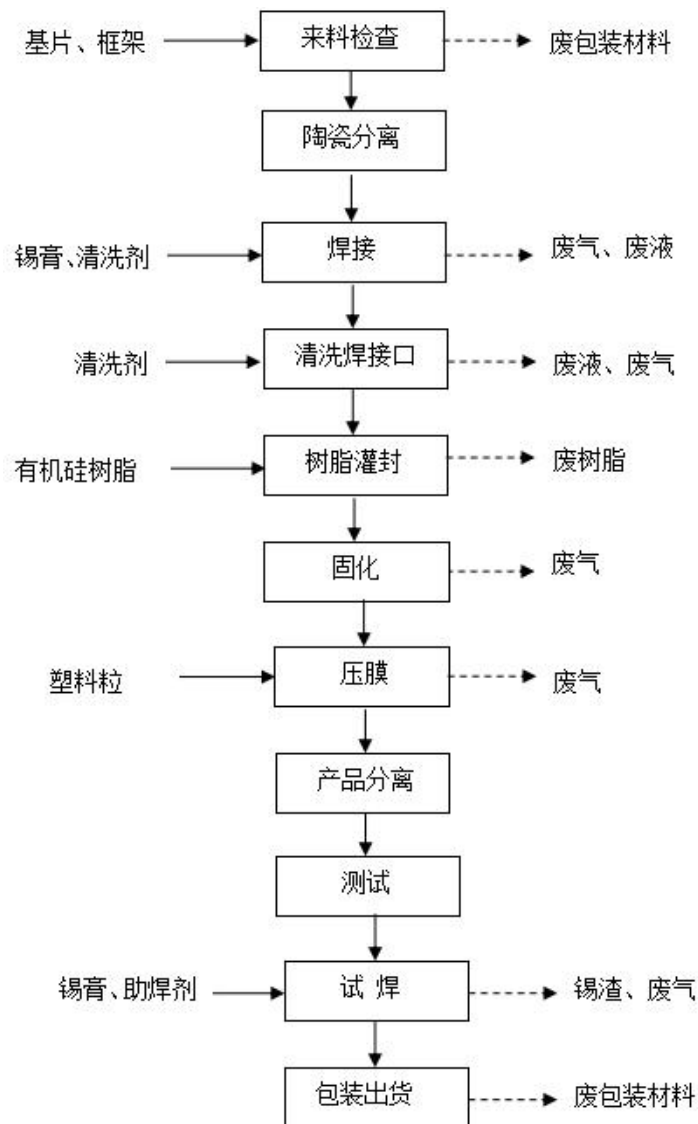 基片、框架
来料检查
废包装材料
陶瓷分离
锡膏、清洗剂
焊接
废气、废液
清洗剂
清洗焊接口
废液、废气
有机硅树脂
树脂灌封
废树脂
固化
废气
塑料粒
压膜
废气
产品分离
测试
锡膏、助焊剂
试 焊
锡渣、废气
包装出货
废包装材料